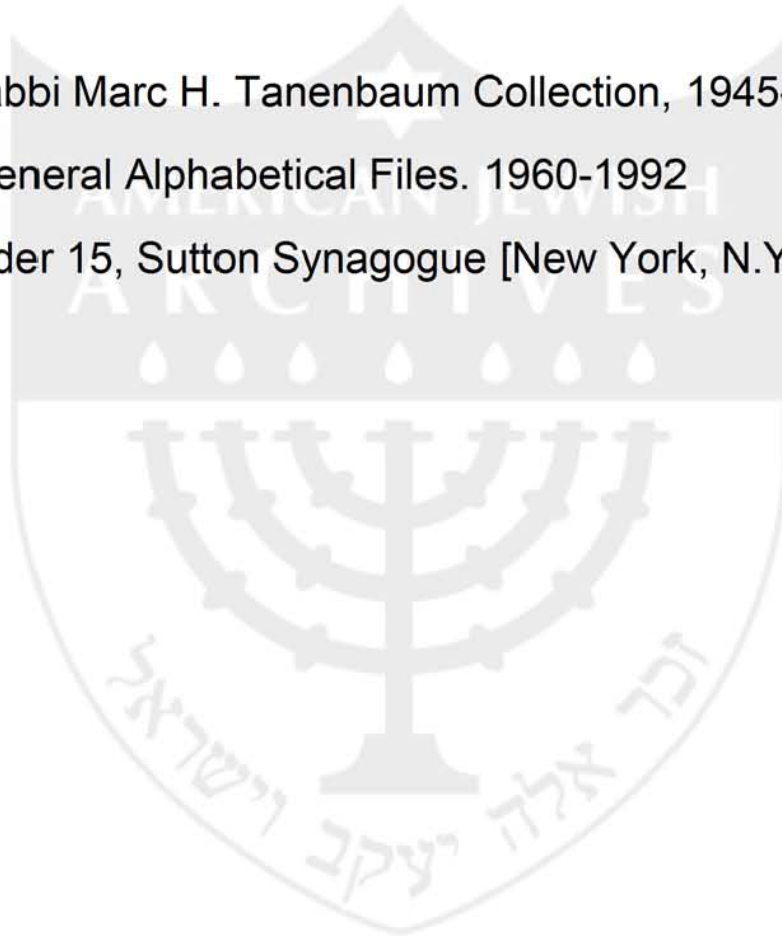 abbi Marc H. Tanenbaum Collection, 1945-
eneral Alphabetical Files. 1960-1992
der 15, Sutton Synagogue [New York, N.Y
AMERICAN JEWISH
ARCHIVES
זכר אלה יעקב וישראל